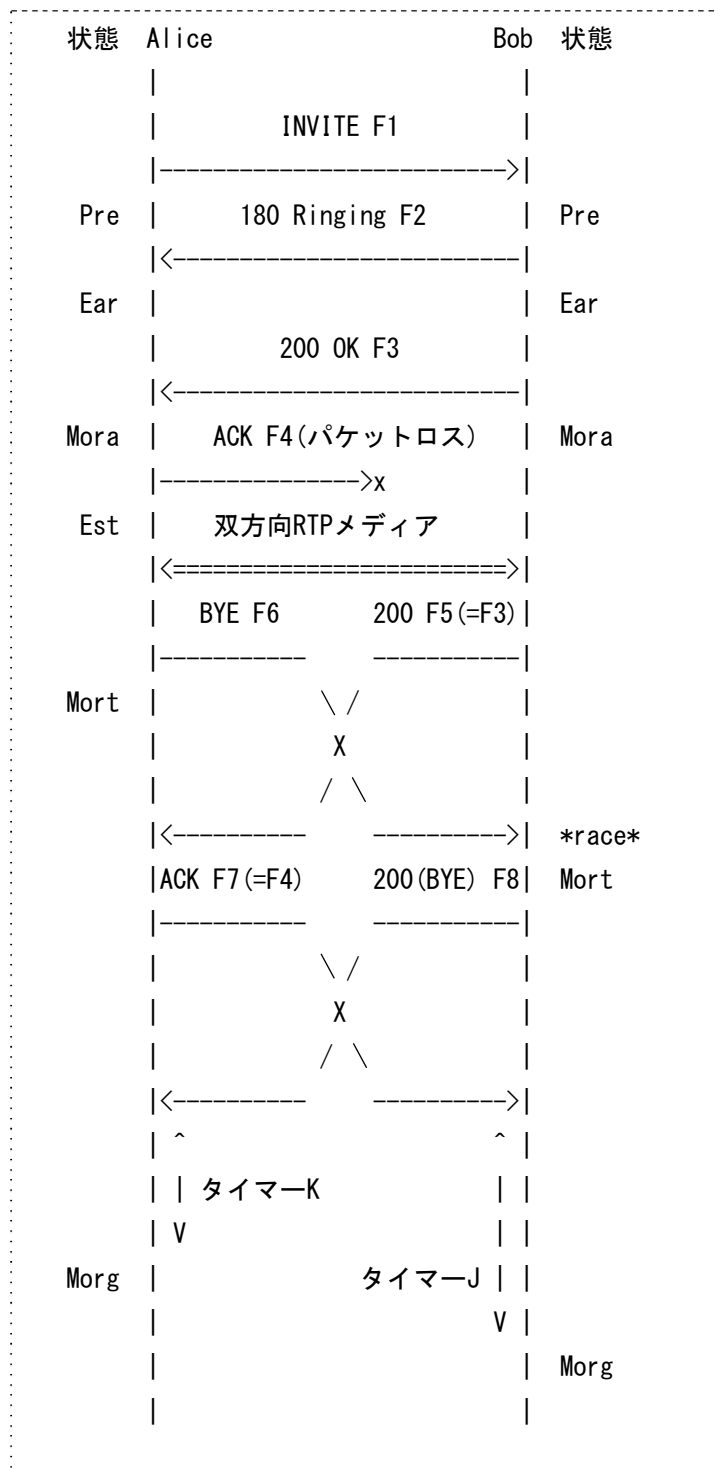 状態 Alice Bob 状態
| |
| INVITE F1 |
|-------------------------->|
Pre | 180 Ringing F2 | Pre
|<--------------------------|
Ear | | Ear
| 200 OK F3 |
|<--------------------------|
Mora | ACK F4(パケットロス) | Mora
|--------------->x |
Est | 双方向RTPメディア |
|<=========================>|
| BYE F6 200 F5(=F3)|
|----------- -----------|
Mort | \ / |
| X |
| / \ |
|<---------- ---------->| *race*
|ACK F7(=F4) 200(BYE) F8| Mort
|----------- -----------|
| \ / |
| X |
| / \ |
|<---------- ---------->|
| ^ ^ |
| | タイマーK | |
| V | |
Morg | タイマーJ | |
| V |
| | Morg
| |